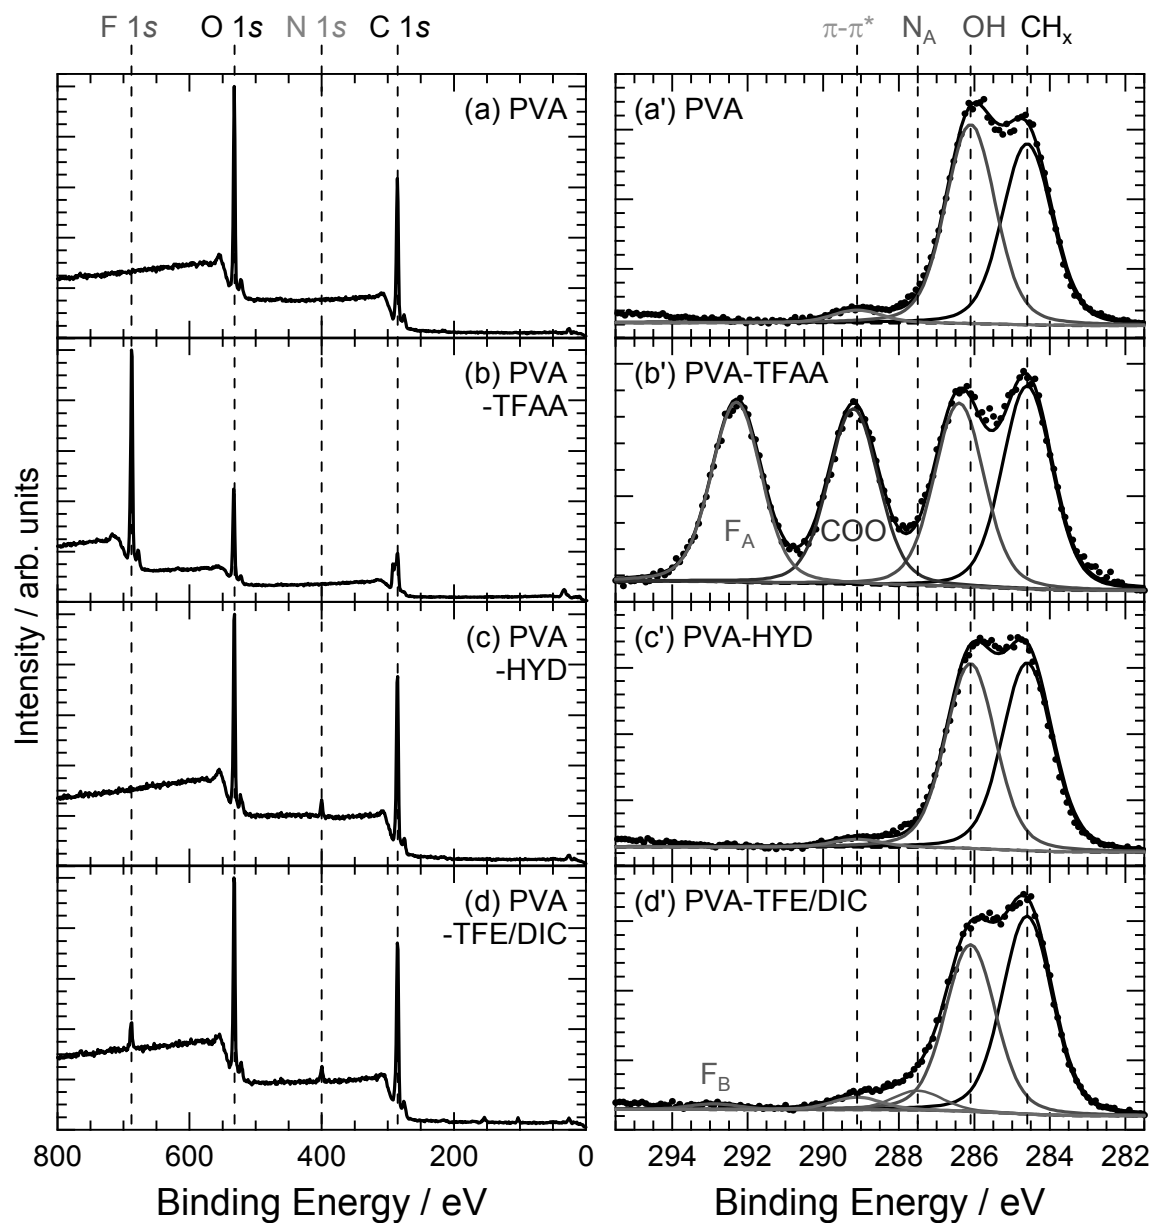 F 1s O 1s N 1s C 1s
π-π* N_A OH CH_x
(a) PVA
(a') PVA
(b) PVA
-TFAA
(b') PVA-TFAA
F_A COO
(c) PVA
-HYD
(c') PVA-HYD
(d) PVA
-TFE/DIC
(d') PVA-TFE/DIC
F_B
Intensity / arb. units
800 600 400 200 0
294 292 290 288 286 284 282
Binding Energy / eV
Binding Energy / eV